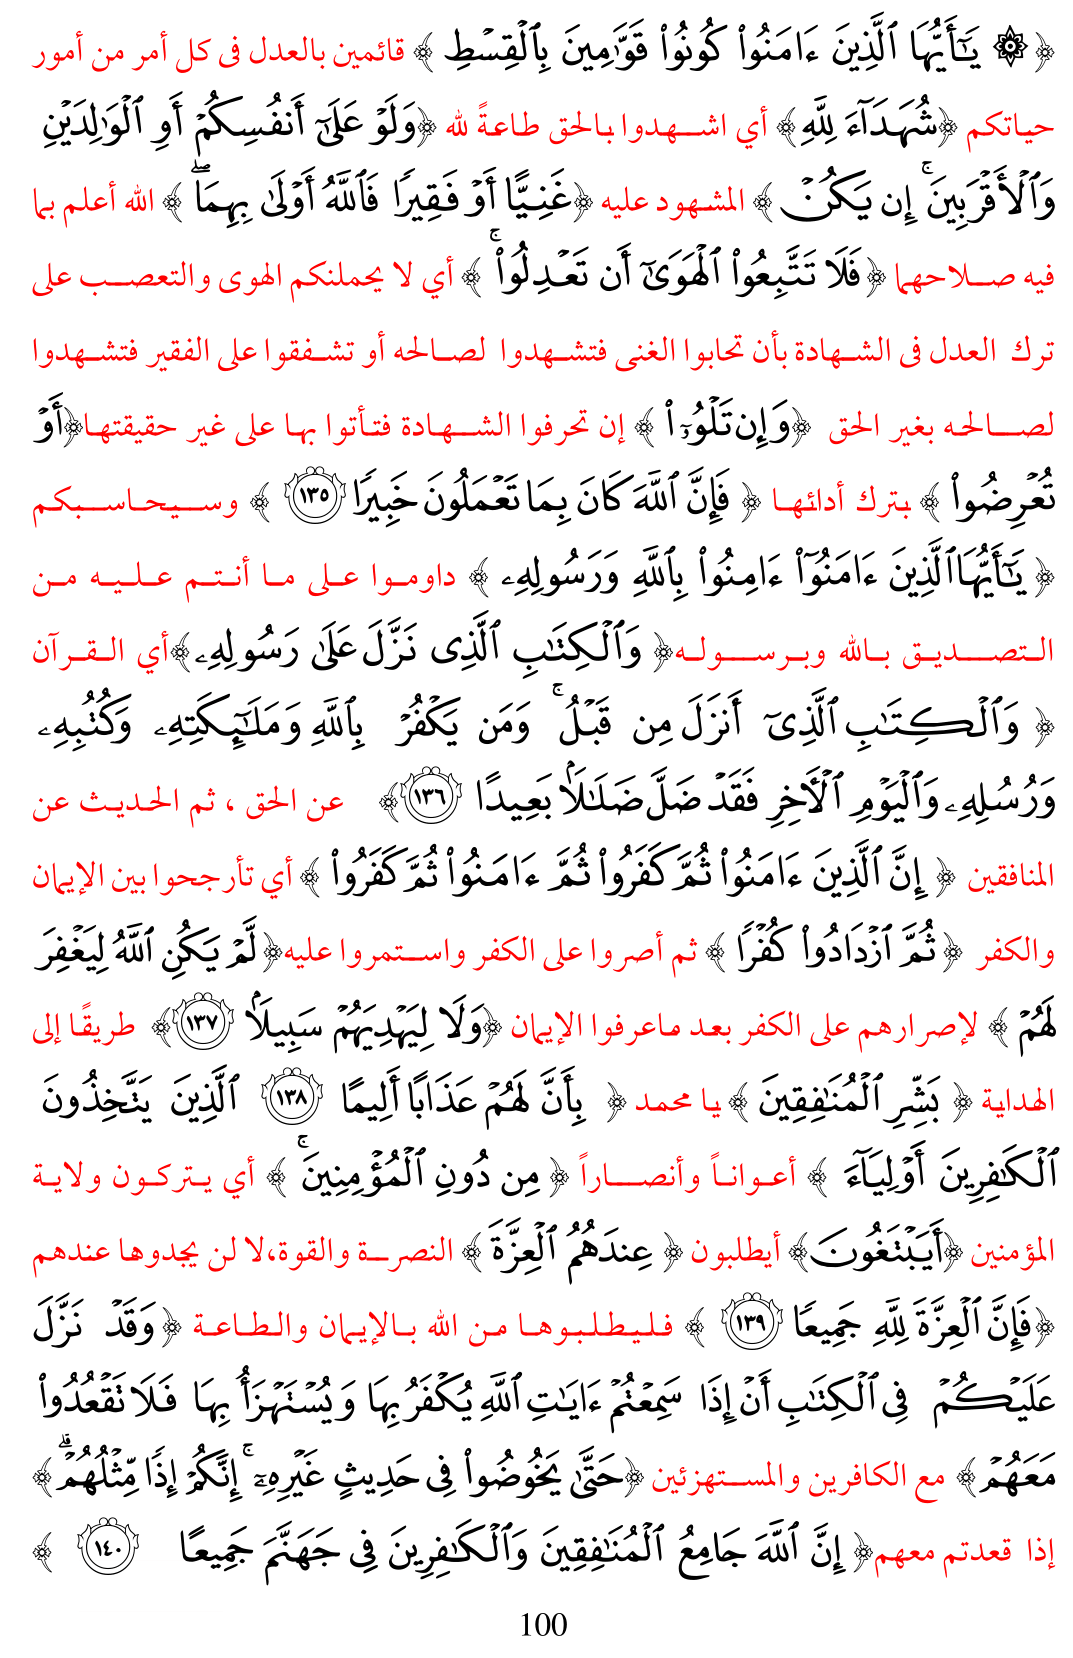 ﴿ ۞ يَـٰٓأَيُّهَا ٱلَّذِينَ ءَامَنُوا۟ كُونُوا۟ قَوَّٰمِينَ بِٱلْقِسْطِ ﴾ قائمين بالعدل فى كل أمر من أمور
حياتكم ﴿شُهَدَآءَ لِلَّهِ﴾ أي اشهدوا بالحق طاعةً لله ﴿وَلَوْ عَلَىٰٓ أَنفُسِكُمْ أَوِ ٱلْوَٰلِدَيْنِ
وَٱلْأَقْرَبِينَ ۚ إِن يَكُنْ ﴾ المشهود عليه ﴿غَنِيًّا أَوْ فَقِيرًا فَٱللَّهُ أَوْلَىٰ بِهِمَا ۖ ﴾ الله أعلم بما
فيه صلاحهما ﴿فَلَا تَتَّبِعُوا۟ ٱلْهَوَىٰٓ أَن تَعْدِلُوا۟ ۚ ﴾ أي لا يحملنكم الهوى والتعصب على
ترك العدل فى الشهادة بأن تحابوا الغنى فتشهدوا لصالحه أو تشفقوا على الفقير فتشهدوا
لصالحه بغير الحق ﴿وَإِن تَلْوُۥٓا۟ ﴾ إن تحرفوا الشهادة فتأتوا بها على غير حقيقتها﴿أَوْ
تُعْرِضُوا۟ ﴾ بترك أدائها ﴿ فَإِنَّ ٱللَّهَ كَانَ بِمَا تَعْمَلُونَ خَبِيرًا ١٣٥ ﴾ وسيحاسبكم
﴿ يَـٰٓأَيُّهَا ٱلَّذِينَ ءَامَنُوٓا۟ ءَامِنُوا۟ بِٱللَّهِ وَرَسُولِهِۦ ﴾ داوموا على ما أنتم عليه من
التصديق بالله وبرسوله﴿ وَٱلْكِتَـٰبِ ٱلَّذِى نَزَّلَ عَلَىٰ رَسُولِهِۦ ﴾أي القرآن
﴿ وَٱلْكِتَـٰبِ ٱلَّذِىٓ أَنزَلَ مِن قَبْلُ ۚ وَمَن يَكْفُرْ بِٱللَّهِ وَمَلَـٰٓئِكَتِهِۦ وَكُتُبِهِۦ
وَرُسُلِهِۦ وَٱلْيَوْمِ ٱلْـَٔاخِرِ فَقَدْ ضَلَّ ضَلَـٰلًۢا بَعِيدًا ١٣٦ ﴾ عن الحق ، ثم الحديث عن
المنافقين ﴿ إِنَّ ٱلَّذِينَ ءَامَنُوا۟ ثُمَّ كَفَرُوا۟ ثُمَّ ءَامَنُوا۟ ثُمَّ كَفَرُوا۟ ﴾ أي تأرجحوا بين الإيمان
والكفر ﴿ ثُمَّ ٱزْدَادُوا۟ كُفْرًا ﴾ ثم أصروا على الكفر واستمروا عليه﴿ لَّمْ يَكُنِ ٱللَّهُ لِيَغْفِرَ
لَهُمْ ﴾ لإصرارهم على الكفر بعد ماعرفوا الإيمان ﴿وَلَا لِيَهْدِيَهُمْ سَبِيلًۢا ١٣٧ ﴾ طريقًا إلى
الهداية ﴿ بَشِّرِ ٱلْمُنَـٰفِقِينَ ﴾ يا محمد ﴿ بِأَنَّ لَهُمْ عَذَابًا أَلِيمًا ١٣٨ ٱلَّذِينَ يَتَّخِذُونَ
ٱلْكَـٰفِرِينَ أَوْلِيَآءَ ﴾ أعواناً وأنصاراً ﴿ مِن دُونِ ٱلْمُؤْمِنِينَ ۚ ﴾ أي يتركون ولاية
المؤمنين ﴿أَيَبْتَغُونَ﴾ أيطلبون ﴿ عِندَهُمُ ٱلْعِزَّةَ ﴾ النصرة والقوة،لا لن يجدوها عندهم
﴿فَإِنَّ ٱلْعِزَّةَ لِلَّهِ جَمِيعًا ١٣٩ ﴾ فليطلبوها من الله بالإيمان والطاعة ﴿ وَقَدْ نَزَّلَ
عَلَيْكُمْ فِى ٱلْكِتَـٰبِ أَنْ إِذَا سَمِعْتُمْ ءَايَـٰتِ ٱللَّهِ يُكْفَرُ بِهَا وَيُسْتَهْزَأُ بِهَا فَلَا تَقْعُدُوا۟
مَعَهُمْ ﴾ مع الكافرين والمستهزئين ﴿حَتَّىٰ يَخُوضُوا۟ فِى حَدِيثٍ غَيْرِهِۦٓ ۚ إِنَّكُمْ إِذًا مِّثْلُهُمْ ۗ ﴾
إذا قعدتم معهم﴿ إِنَّ ٱللَّهَ جَامِعُ ٱلْمُنَـٰفِقِينَ وَٱلْكَـٰفِرِينَ فِى جَهَنَّمَ جَمِيعًا ١٤٠ ﴾
100